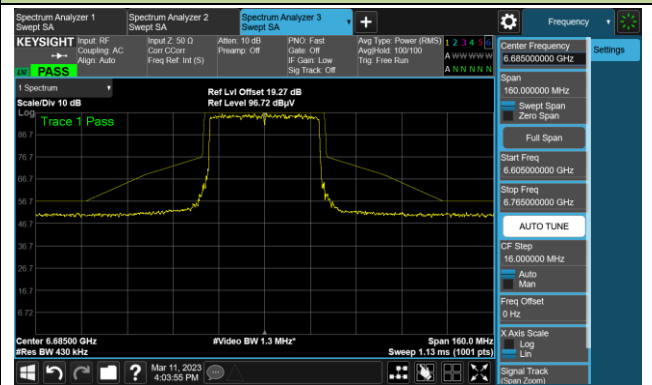 Spectrum Analyzer 1
Swept SA
Spectrum Analyzer 2
Swept SA
Spectrum Analyzer 3
Swept SA
Frequency
KEYSIGHT
Input: RF
Coupling: AC
Align: Auto
Input Z: 50 Ω
Corr CCorr
Freq Ref: Int (S)
Atten: 10 dB
Preamp: Off
PNO: Fast
Gate: Off
IF Gain: Low
Sig Track: Off
Avg Type: Power (RMS)
Avg|Hold: 100/100
Trig: Free Run
1 2 3 4 5 6
A W W W W W
A N N N N N
LXI
PASS
1 Spectrum
Scale/Div 10 dB
Ref Lvl Offset 19.27 dB
Ref Level 96.72 dBµV
Log
Trace 1 Pass
86.7
76.7
66.7
56.7
46.7
36.7
26.7
16.7
6.72
Center 6.68500 GHz
#Res BW 430 kHz
#Video BW 1.3 MHz*
Span 160.0 MHz
Sweep 1.13 ms (1001 pts)
Mar 11, 2023
4:03:55 PM
Center Frequency
6.685000000 GHz
Settings
Span
160.000000 MHz
Swept Span
Zero Span
Full Span
Start Freq
6.605000000 GHz
Stop Freq
6.765000000 GHz
AUTO TUNE
CF Step
16.000000 MHz
Auto
Man
Freq Offset
0 Hz
X Axis Scale
Log
Lin
Signal Track
(Span Zoom)